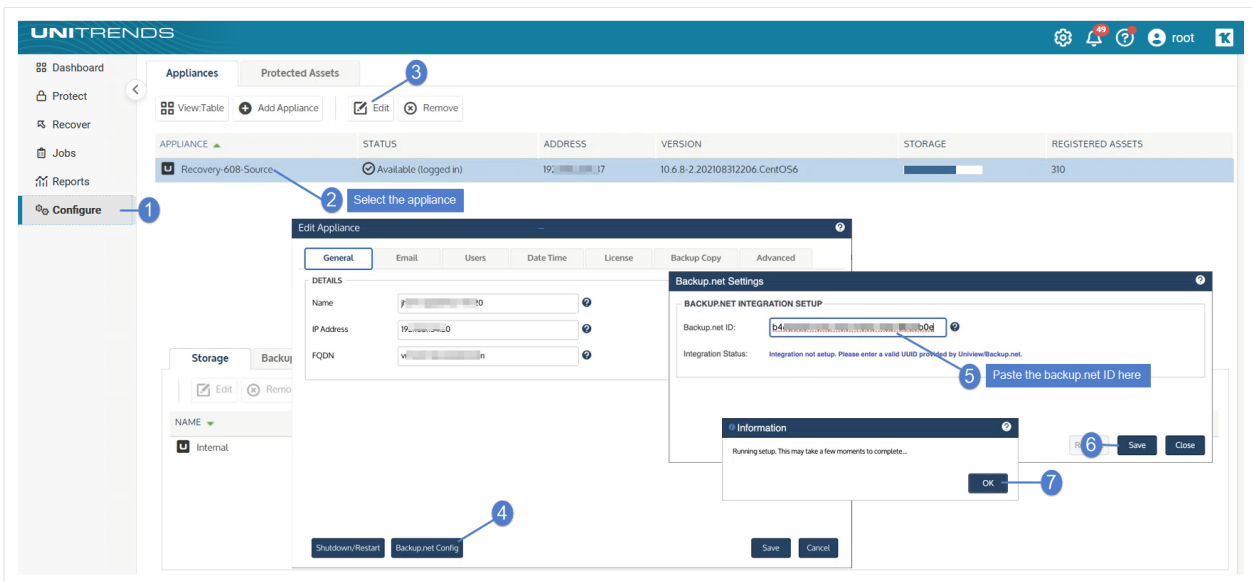 UNITRENDS
49
root
Dashboard
Protect
Recover
Jobs
Reports
Configure
1
Appliances Protected Assets
3
View:Table Add Appliance Edit Remove
APPLIANCE STATUS ADDRESS VERSION STORAGE REGISTERED ASSETS
Recovery-608-Source Available (logged in) 10.6.8-2.202108312206.CentOS6 310
2 Select the appliance
Edit Appliance
General Email Users Date Time License Backup Copy Advanced
DETAILS
Name
IP Address
FQDN
Backup.net Settings
BACKUP.NET INTEGRATION SETUP
Backup.net ID:
Integration Status: Integration not setup. Please enter a valid UUID provided by Uniview/Backup.net.
5 Paste the backup.net ID here
Storage
Edit
NAME
Internal
Information
Running setup. This may take a few moments to complete...
OK
7
6 Save Close
4
Shutdown/Restart Backup.net Config Save Cancel